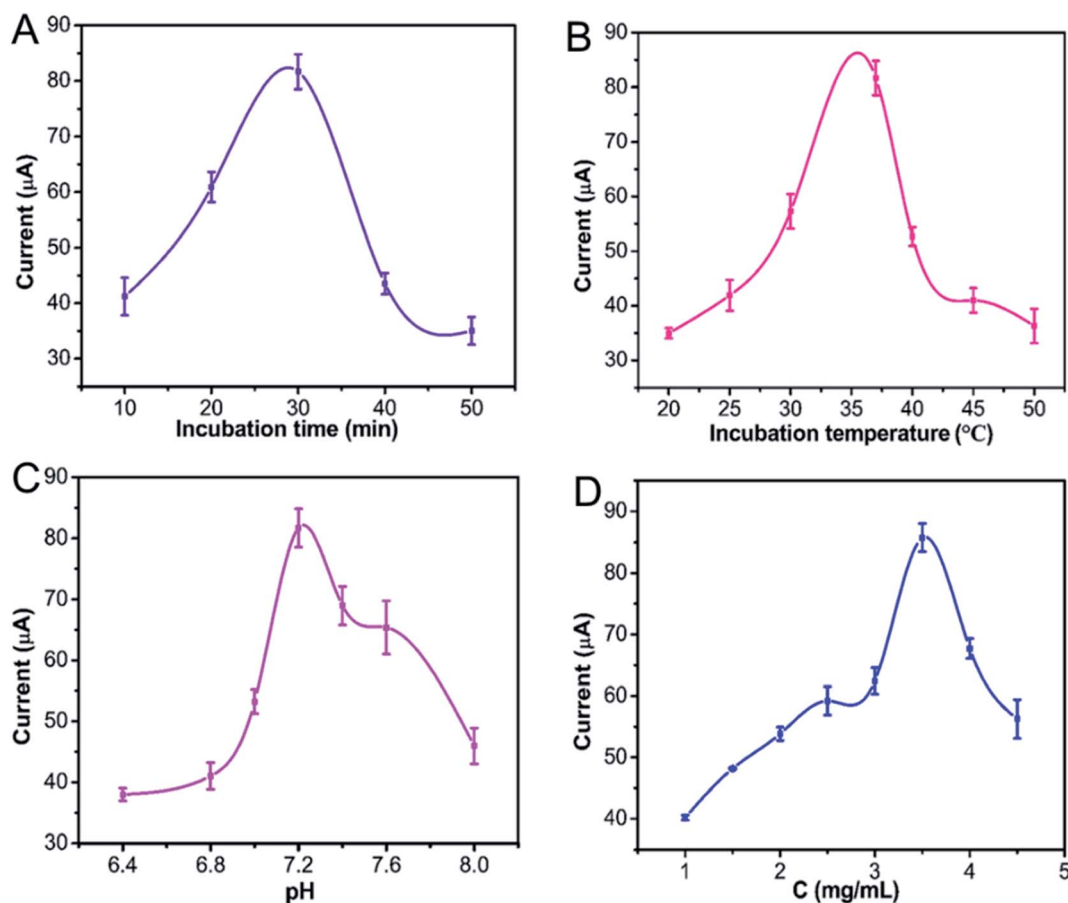 A
90
80
70
60
50
40
30
Current (μA)
10 20 30 40 50
Incubation time (min)
B
90
80
70
60
50
40
30
Current (μA)
20 25 30 35 40 45 50
Incubation temperature (°C)
C
90
80
70
60
50
40
30
Current (μA)
6.4 6.8 7.2 7.6 8.0
pH
D
90
80
70
60
50
40
Current (μA)
1 2 3 4 5
C (mg/mL)